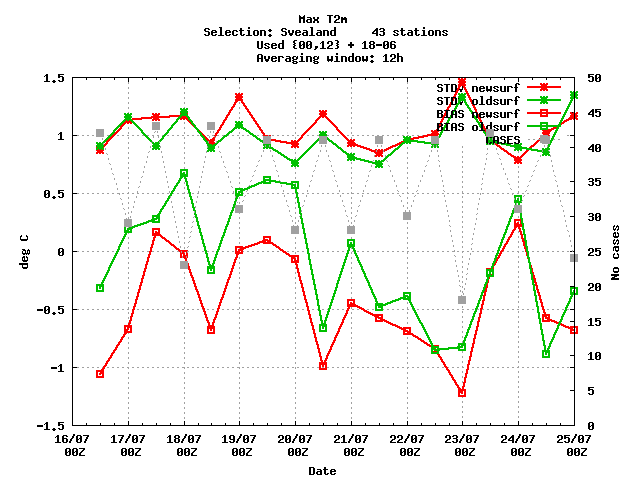 Max T2m
Selection: Svealand 43 stations
Used {00,12} + 18-06
Averaging window: 12h
1.5
1
0.5
0
-0.5
-1
-1.5
deg C
50
45
40
35
30
25
20
15
10
5
0
No cases
STDV newsurf
STDV oldsurf
BIAS newsurf
BIAS oldsurf
CASES
16/07 17/07 18/07 19/07 20/07 21/07 22/07 23/07 24/07 25/07
00Z 00Z 00Z 00Z 00Z 00Z 00Z 00Z 00Z 00Z
Date